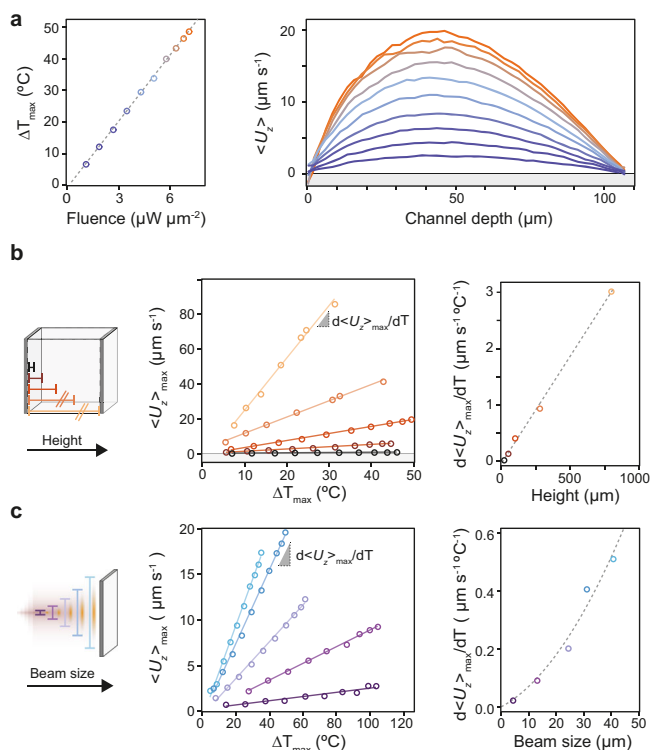 a
ΔTmax (ºC)
50
40
30
20
10
0
0 2 4 6
Fluence (µW µm-2)
<Uz> (µm s-1)
20
10
0
0 50 100
Channel depth (µm)
b
H
Height
<Uz>max (µm s-1)
80
60
40
20
0
d<Uz>max/dT
0 10 20 30 40 50
ΔTmax (ºC)
d<Uz>max/dT (µm s-1 ºC-1)
3
2
1
0
0 500 1000
Height (µm)
c
H
Beam size
<Uz>max ( µm s-1)
20
15
10
5
0
d<Uz>max/dT
0 20 40 60 80 100 120
ΔTmax (ºC)
d<Uz>max/dT ( µm s-1 ºC-1)
0.6
0.4
0.2
0.0
0 10 20 30 40 50
Beam size (µm)